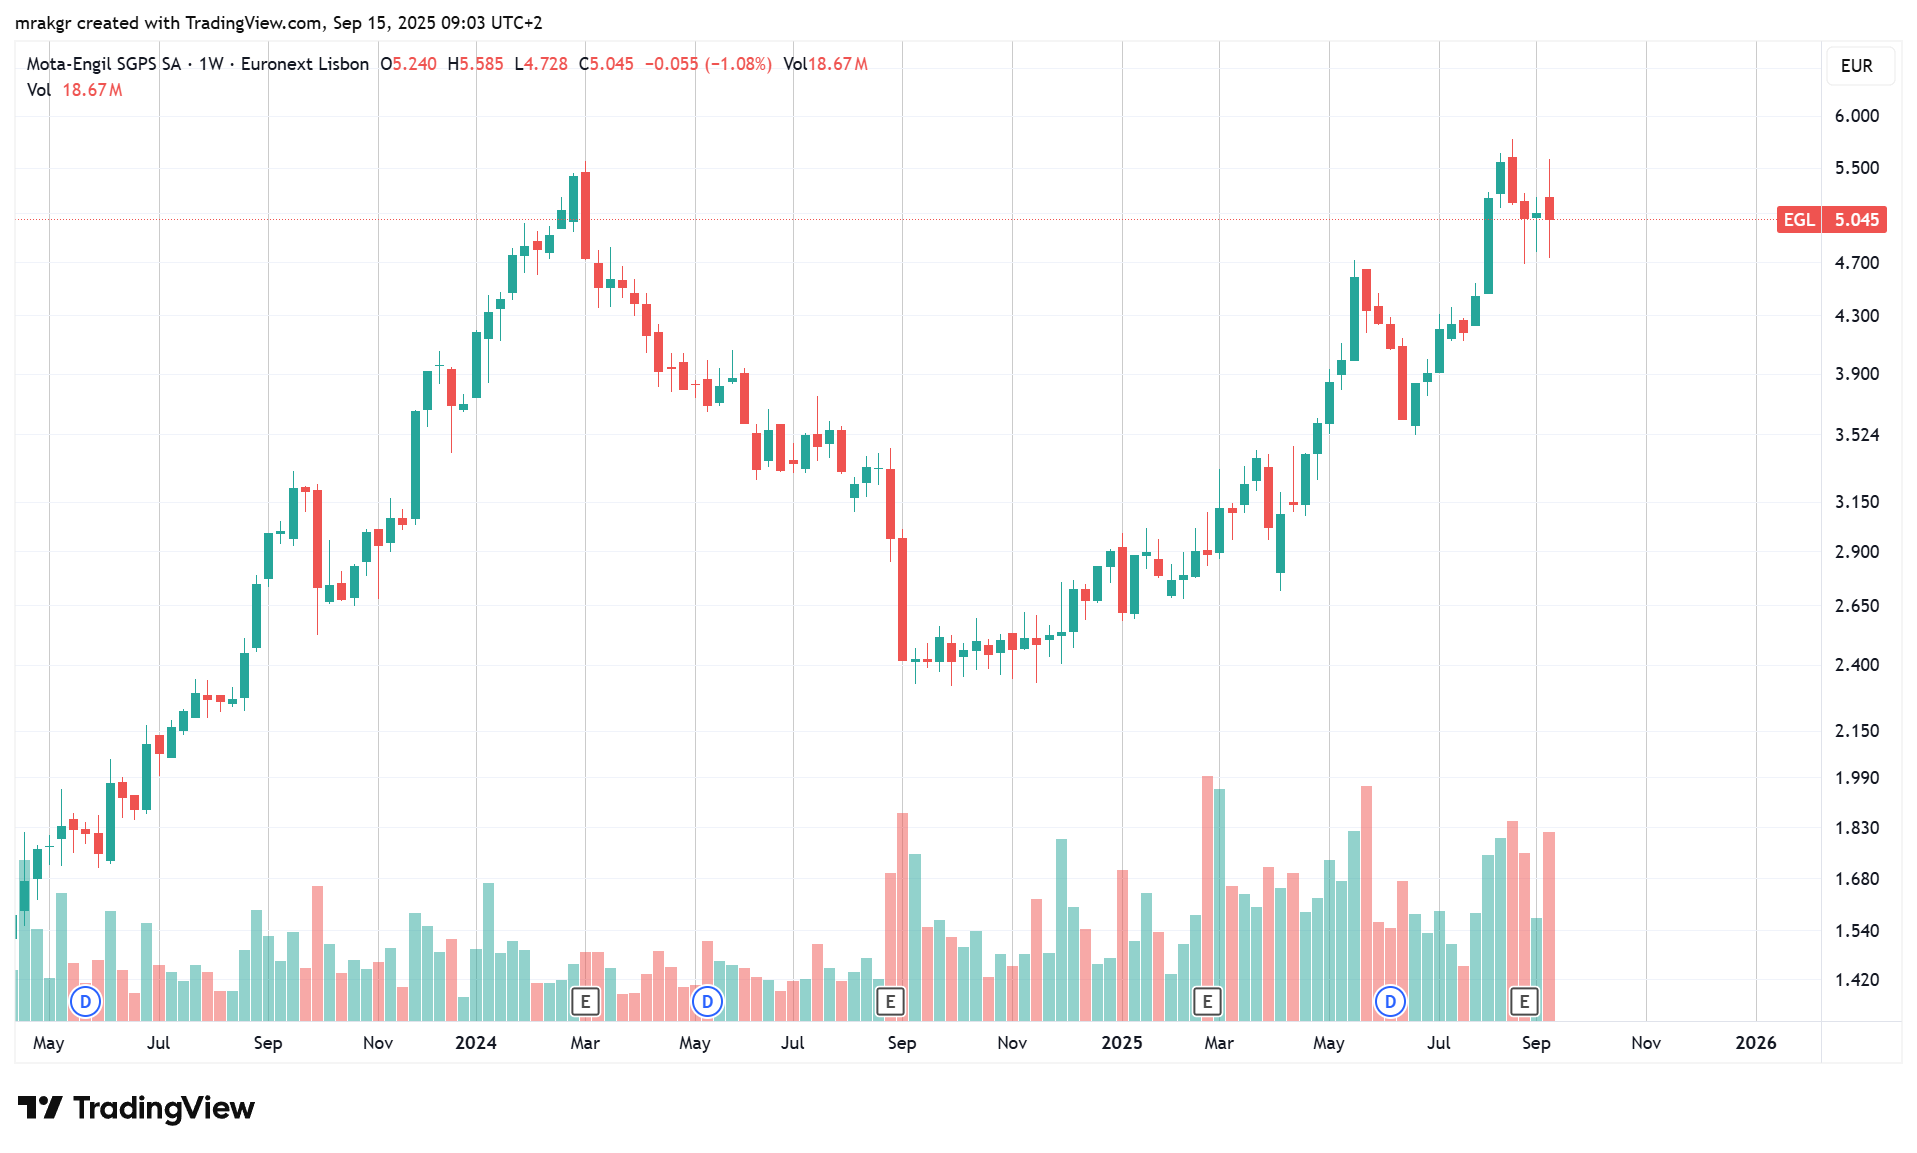 mrakgr created with TradingView.com, Sep 15, 2025 09:03 UTC+2
Mota-Engil SGPS SA · 1W · Euronext Lisbon O5.240 H5.585 L4.728 C5.045 −0.055 (−1.08%) Vol18.67 M
Vol 18.67 M
EUR
6.000
5.500
EGL 5.045
4.700
4.300
3.900
3.524
3.150
2.900
2.650
2.400
2.150
1.990
1.830
1.680
1.540
1.420
D E D E E D E
May Jul Sep Nov 2024 Mar May Jul Sep Nov 2025 Mar May Jul Sep Nov 2026
TradingView